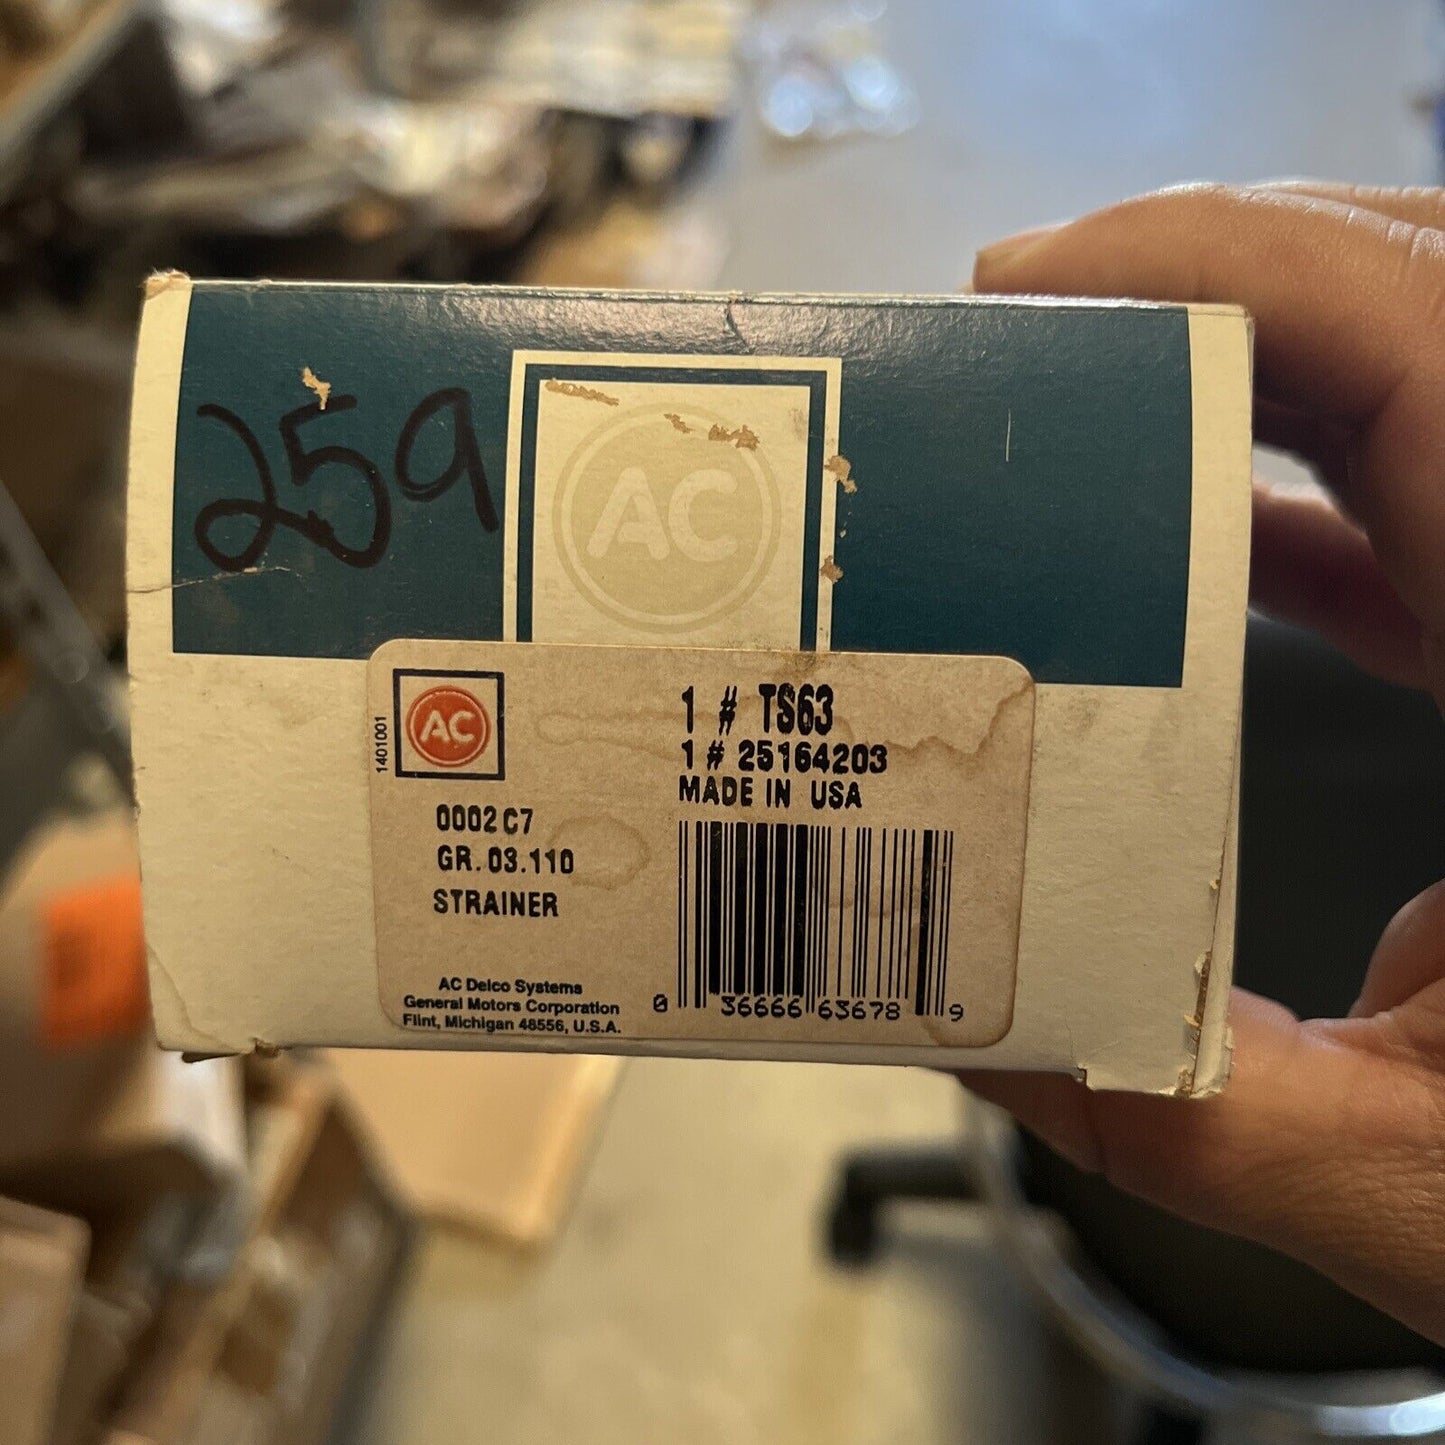 259
AC
AC
1401001
1 # TS63
1 # 25164203
MADE IN USA
0002 C7
GR. 03.110
STRAINER
AC Delco Systems
General Motors Corporation
Flint, Michigan 48556, U.S.A.
0 36666 63678 9